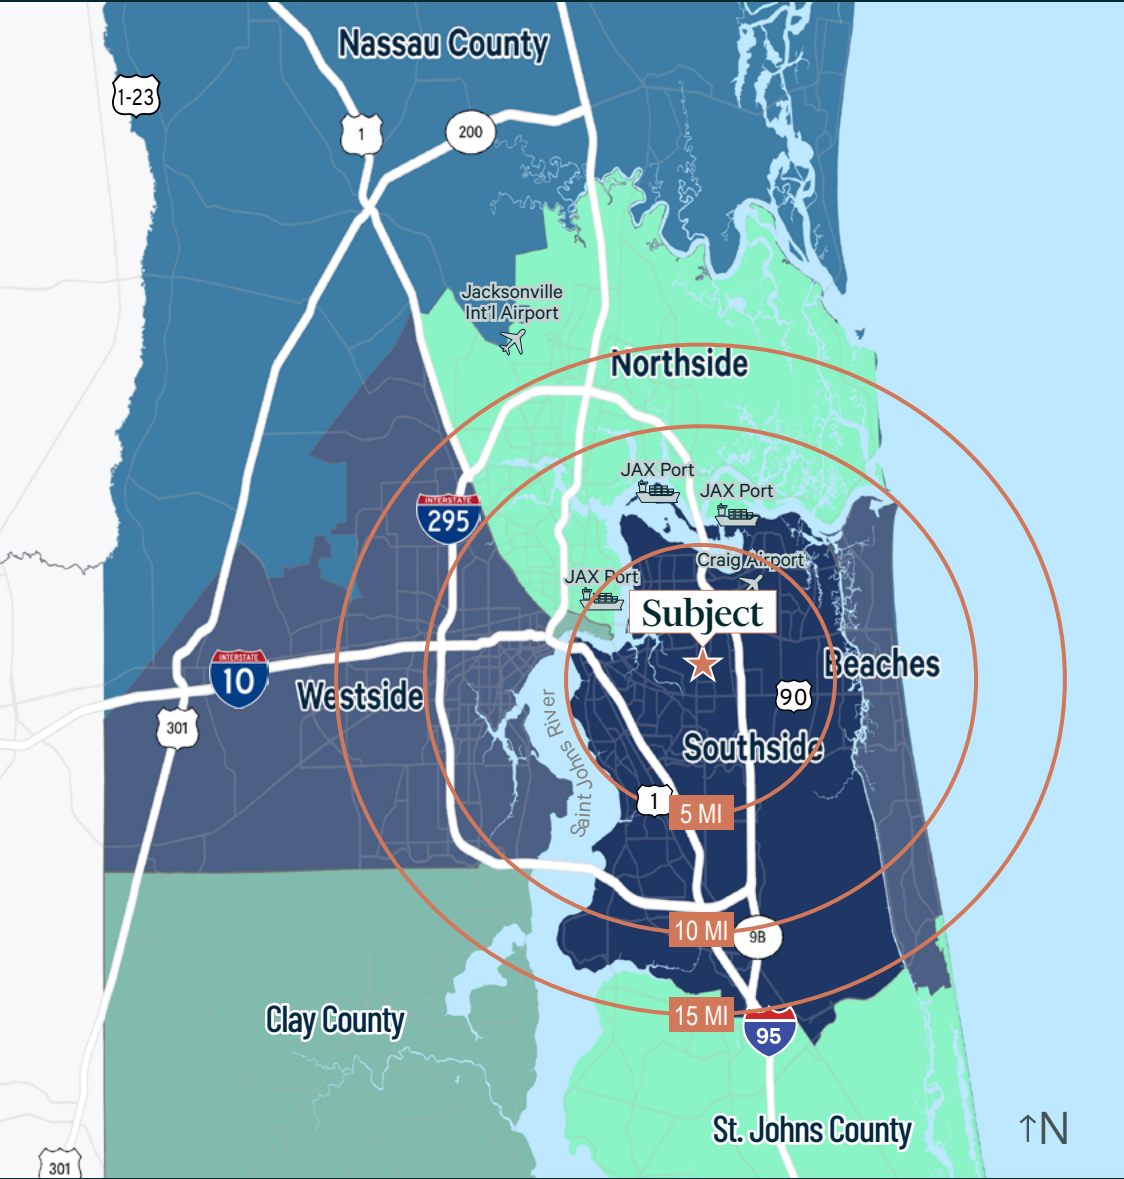 Nassau County
1-23
1
200
Jacksonville
Int'l Airport
Northside
JAX Port
JAX Port
INTERSTATE
295
Craig Airport
JAX Port
Subject
INTERSTATE
10
Westside
Beaches
90
301
Saint Johns River
Southside
1
5 MI
10 MI
9B
15 MI
95
Clay County
St. Johns County
↑N
301